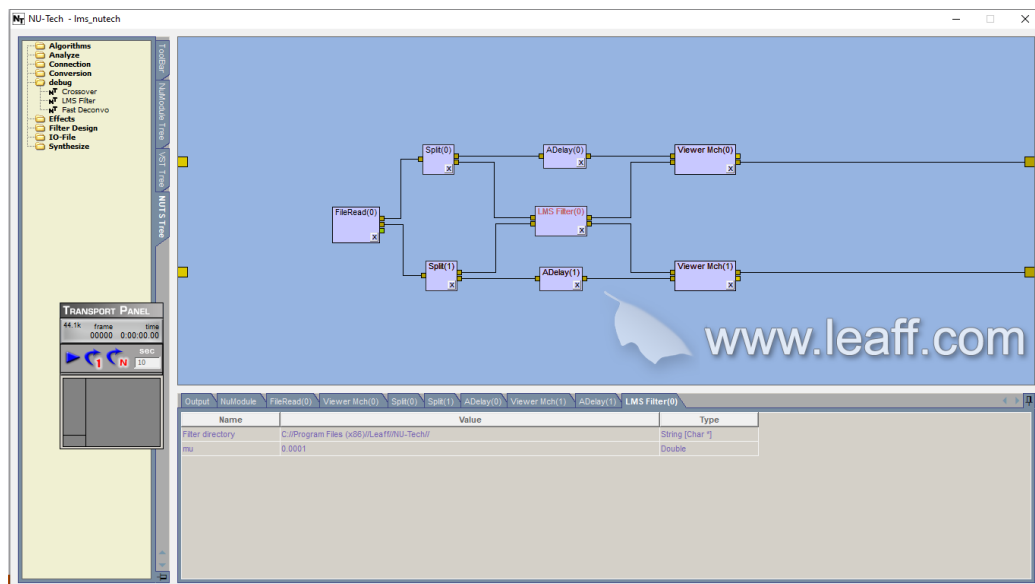 NT NU-Tech - lms_nutech
Algorithms
Analyze
Connection
Conversion
debug
NT Crossover
NT LMS Filter
NT Fast Deconvo
Effects
Filter Design
IO-File
Synthesize
ToolBar
NuModule Tree
VST Tree
NUTS Tree
FileRead(0)
X
Split(0)
X
ADelay(0)
X
Viewer Mch(0)
X
LMS Filter(0)
X
Split(1)
X
ADelay(1)
X
Viewer Mch(1)
X
www.leaff.com
TRANSPORT PANEL
44.1k frame time
00000 0:00:00.00
sec
1 N 10
Output NuModule FileRead(0) Viewer Mch(0) Split(0) Split(1) ADelay(0) Viewer Mch(1) ADelay(1) LMS Filter(0)
Name Value Type
Filter directory C://Program Files (x86)//Leaff//NU-Tech// String [Char *]
mu 0.0001 Double